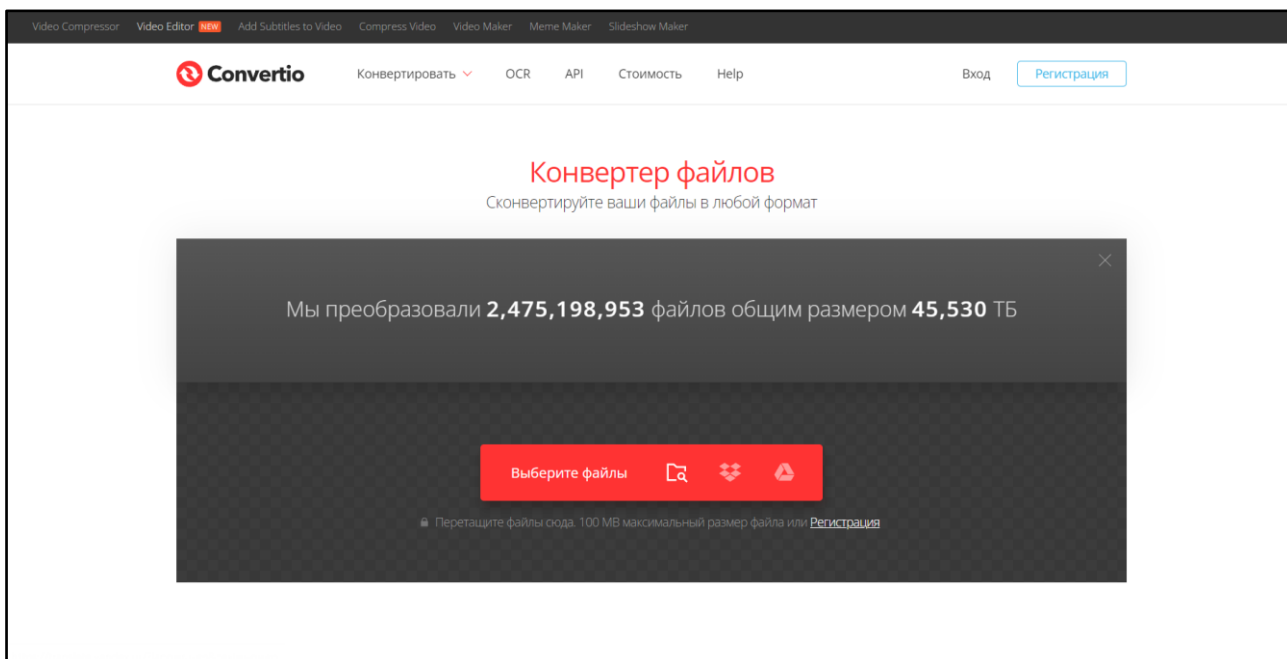 Video Compressor Video Editor NEW Add Subtitles to Video Compress Video Video Maker Meme Maker Slideshow Maker
Convertio Конвертировать OCR API Стоимость Help Вход Регистрация
Конвертер файлов
Сконвертируйте ваши файлы в любой формат
Мы преобразовали 2,475,198,953 файлов общим размером 45,530 ТБ
Выберите файлы
Перетащите файлы сюда. 100 MB максимальный размер файла или Регистрация